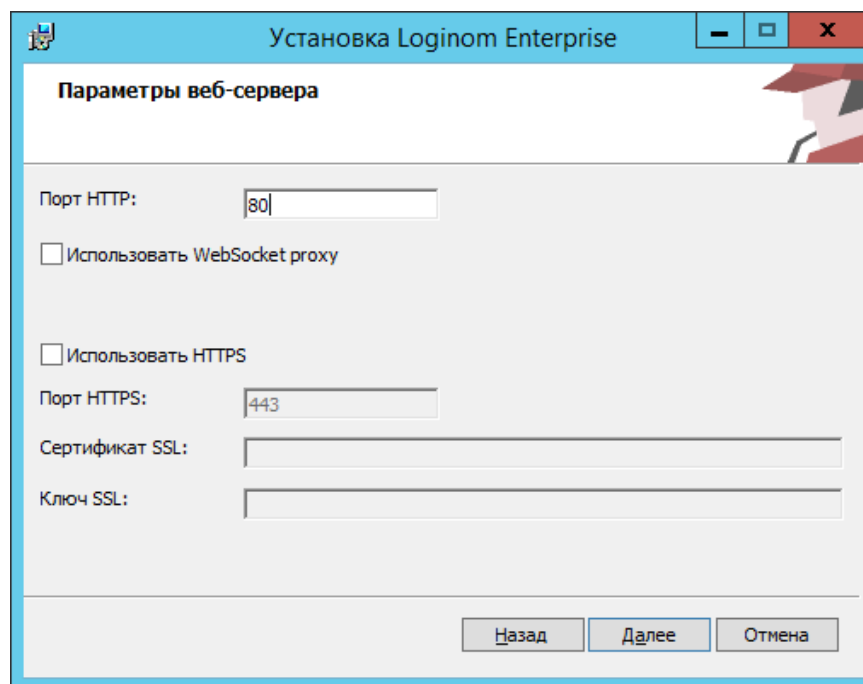 Установка Loginom Enterprise
Параметры веб-сервера
Порт HTTP: 80
Использовать WebSocket proxy
Использовать HTTPS
Порт HTTPS: 443
Сертификат SSL:
Ключ SSL:
Назад Далее Отмена